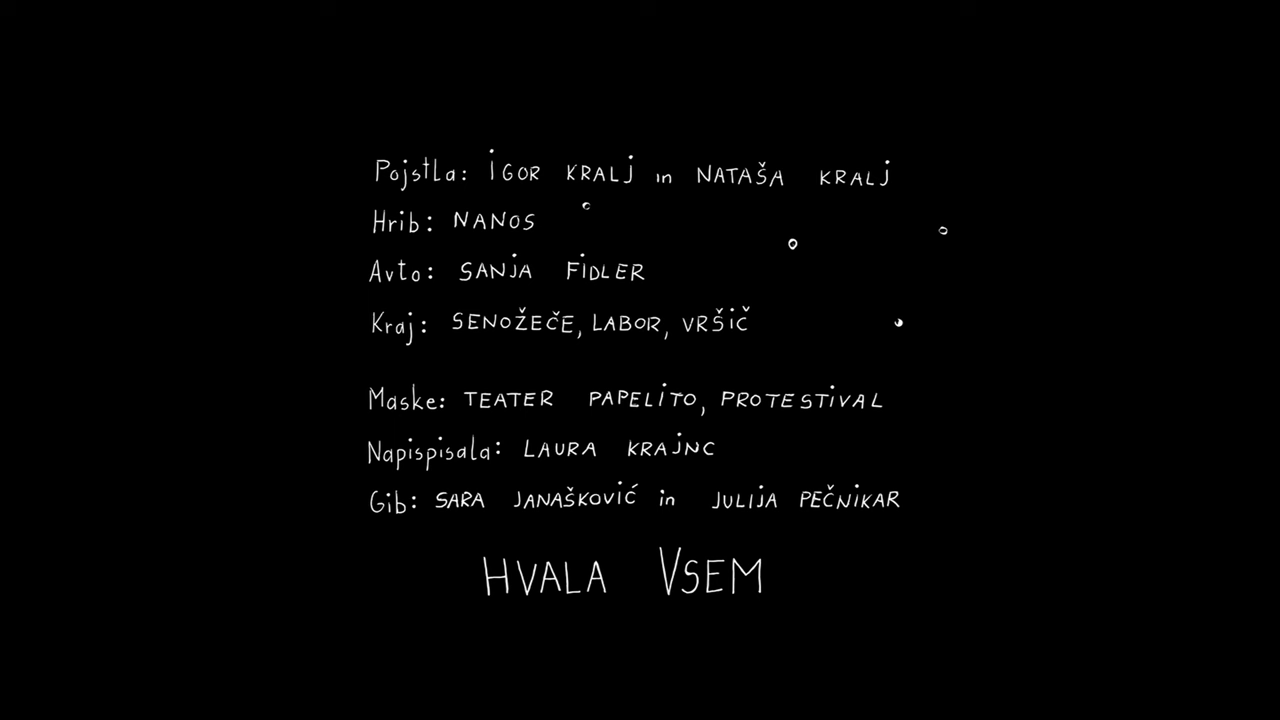 Pojstla: IGOR KRALJ in NATAŠA KRALJ
Hrib: NANOS
Avto: SANJA FIDLER
Kraj: SENOŽEČE, LABOR, VRŠIČ
Maske: TEATER PAPELITO, PROTESTIVAL
Napispisala: LAURA KRAJNC
Gib: SARA JANAŠKOVIĆ in JULIJA PEČNIKAR
HVALA VSEM